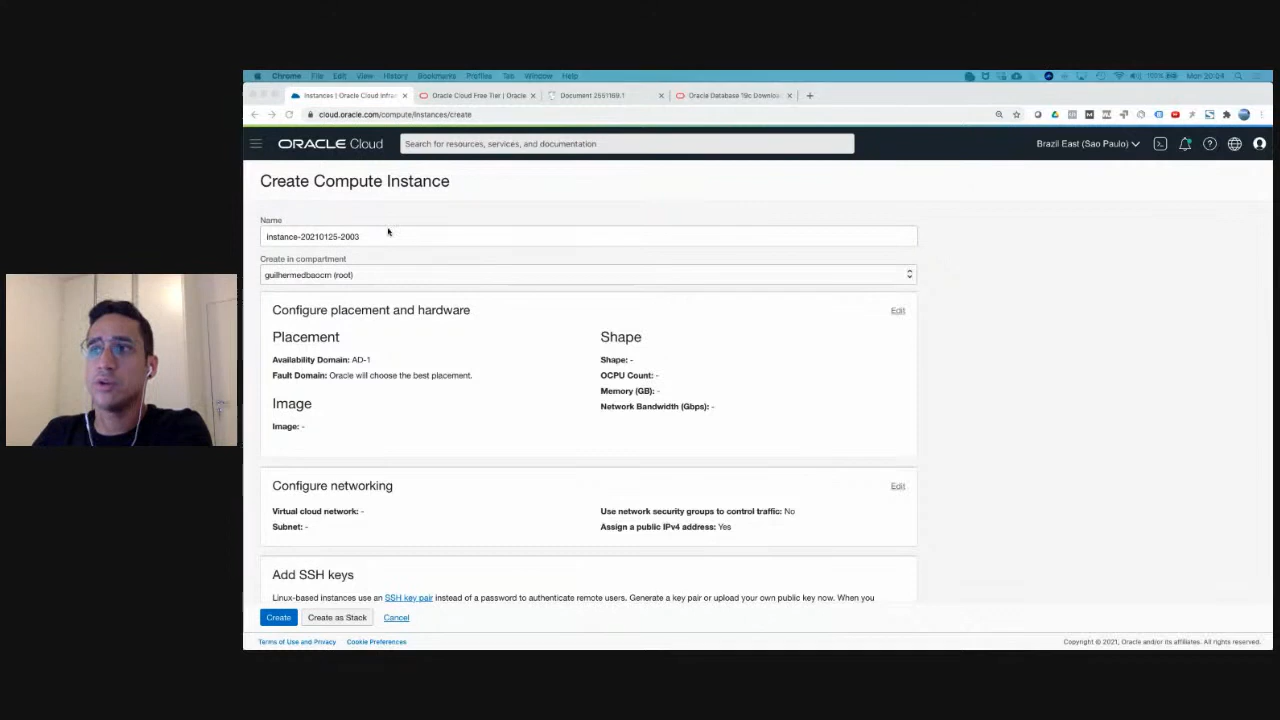 Chrome File Edit View History Bookmarks Profiles Tab Window Help
Mon 20:04
Instances | Oracle Cloud Infra
Oracle Cloud Free Tier | Oracle
Document 2551169.1
Oracle Database 19c Downloa
cloud.oracle.com/compute/instances/create
ORACLE Cloud
Search for resources, services, and documentation
Brazil East (Sao Paulo)
Create Compute Instance
Name
instance-20210125-2003
Create in compartment
guilhermedbaocm (root)
Configure placement and hardware
Edit
Placement
Shape
Availability Domain: AD-1
Shape: -
Fault Domain: Oracle will choose the best placement.
OCPU Count: -
Memory (GB): -
Image
Network Bandwidth (Gbps): -
Image: -
Configure networking
Edit
Virtual cloud network: -
Use network security groups to control traffic: No
Subnet: -
Assign a public IPv4 address: Yes
Add SSH keys
Linux-based instances use an SSH key pair instead of a password to authenticate remote users. Generate a key pair or upload your own public key now. When you
Create
Create as Stack
Cancel
Terms of Use and Privacy
Cookie Preferences
Copyright © 2021, Oracle and/or its affiliates. All rights reserved.